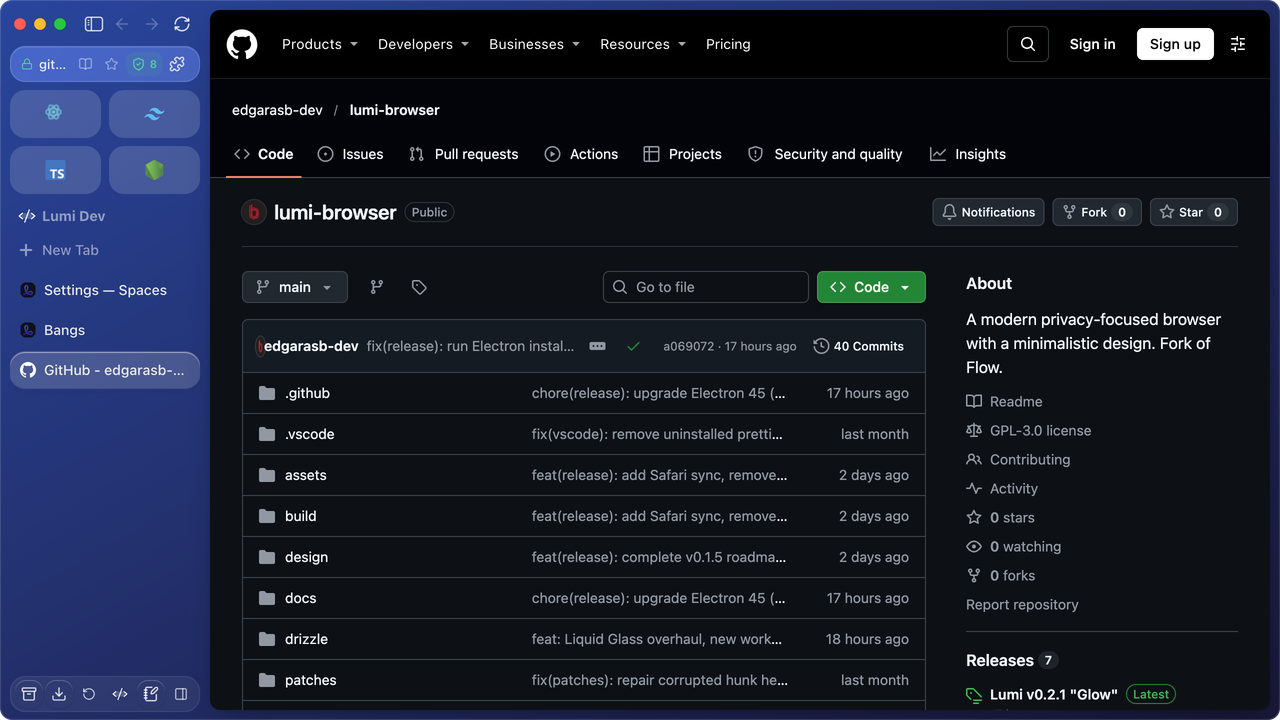 git...
8
TS
Lumi Dev
New Tab
Settings — Spaces
Bangs
GitHub - edgarasb-...
Products
Developers
Businesses
Resources
Pricing
Sign in
Sign up
edgarasb-dev / lumi-browser
Code
Issues
Pull requests
Actions
Projects
Security and quality
Insights
b
lumi-browser
Public
Notifications
Fork 0
Star 0
main
Go to file
Code
edgarasb-dev fix(release): run Electron instal... a069072 · 17 hours ago 40 Commits
.github chore(release): upgrade Electron 45 (... 17 hours ago
.vscode fix(vscode): remove uninstalled pretti... last month
assets feat(release): add Safari sync, remove... 2 days ago
build feat(release): add Safari sync, remove... 2 days ago
design feat(release): complete v0.1.5 roadma... 2 days ago
docs chore(release): upgrade Electron 45 (... 17 hours ago
drizzle feat: Liquid Glass overhaul, new work... 18 hours ago
patches fix(patches): repair corrupted hunk he... last month
About
A modern privacy-focused browser
with a minimalistic design. Fork of
Flow.
Readme
GPL-3.0 license
Contributing
Activity
0 stars
0 watching
0 forks
Report repository
Releases 7
Lumi v0.2.1 "Glow" Latest